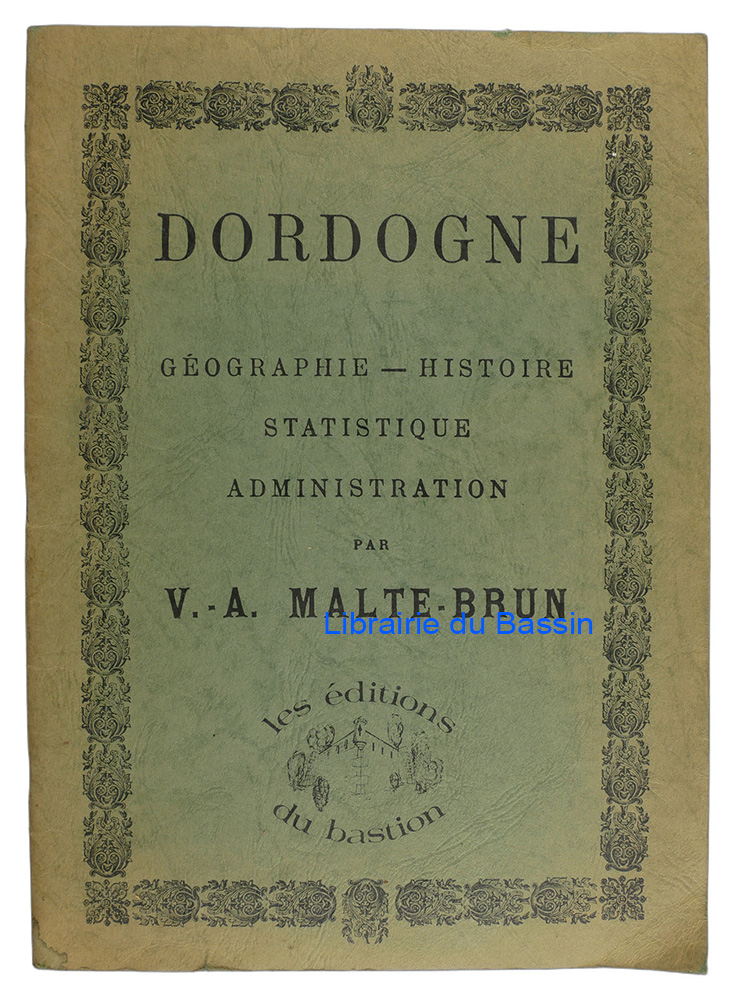 DORDOGNE
GÉOGRAPHIE — HISTOIRE
STATISTIQUE
ADMINISTRATION
PAR
V.-A. MALTE-BRUN
Librairie du Bassin
les éditions
du bastion